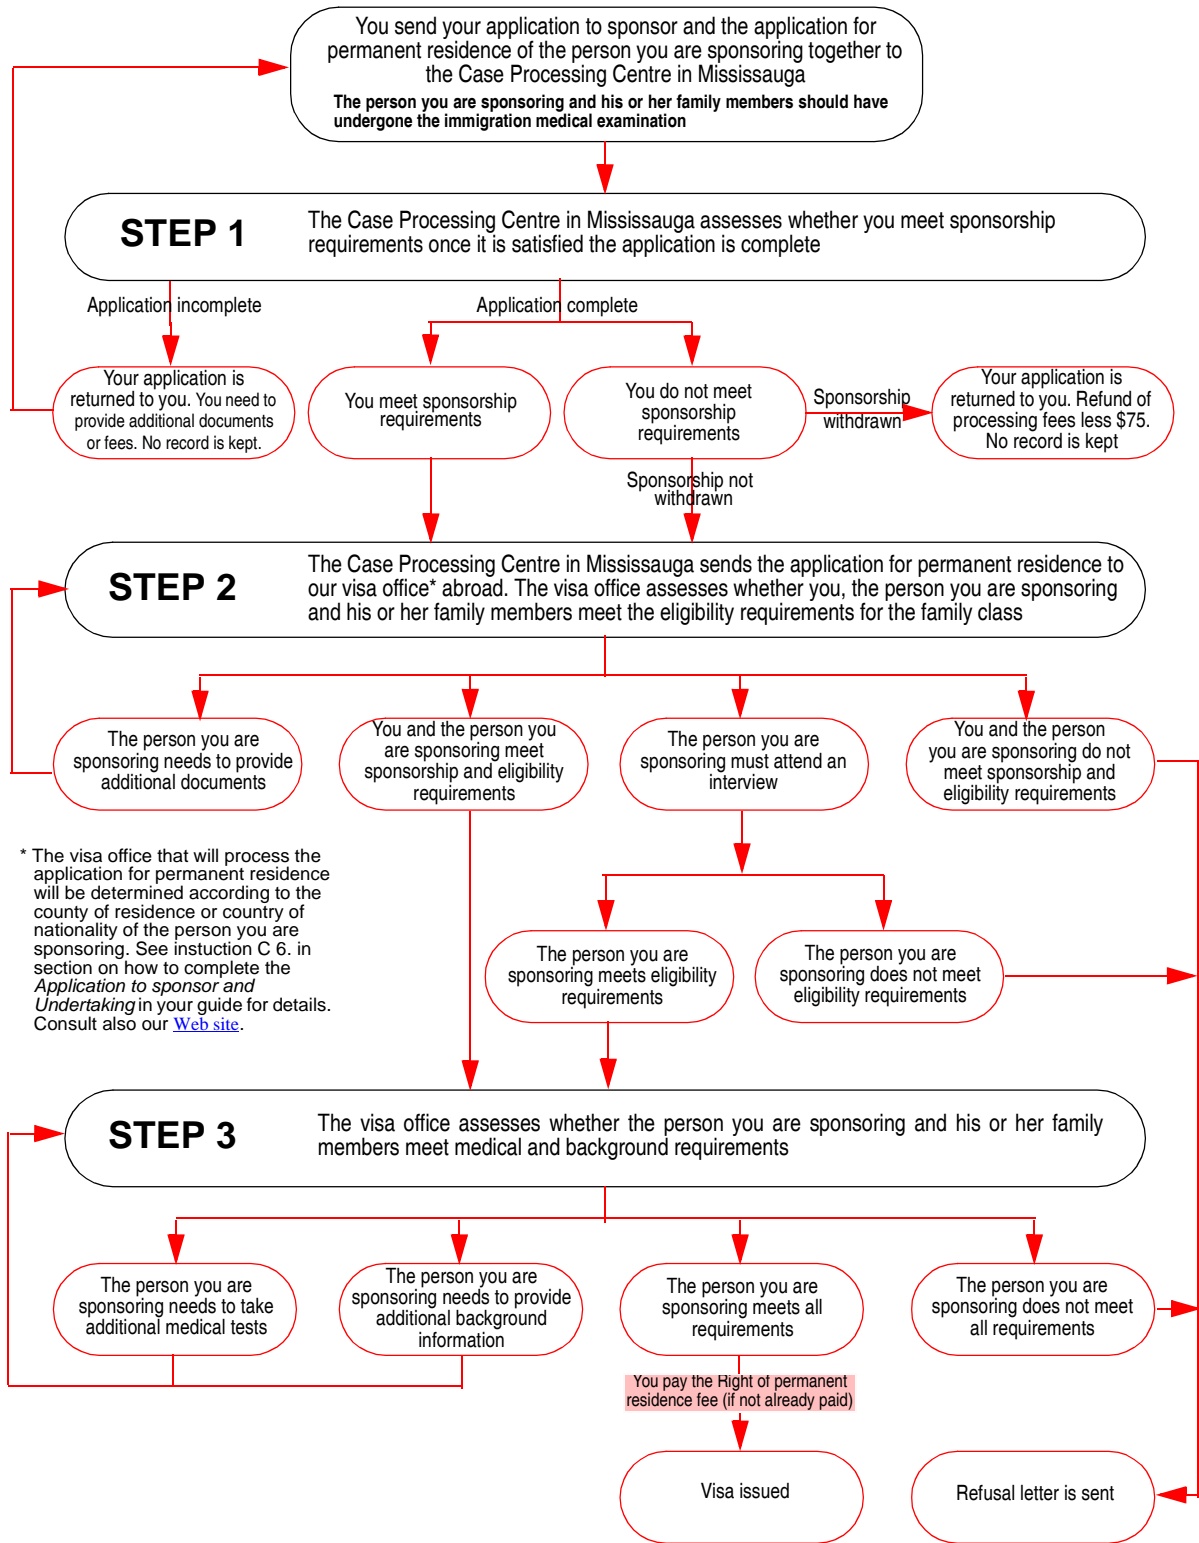 You send your application to sponsor and the application for
permanent residence of the person you are sponsoring together to
the Case Processing Centre in Mississauga
The person you are sponsoring and his or her family members should have
undergone the immigration medical examination
STEP 1
The Case Processing Centre in Mississauga assesses whether you meet sponsorship
requirements once it is satisfied the application is complete
Application incomplete
Application complete
Your application is
returned to you. You need to
provide additional documents
or fees. No record is kept.
You meet sponsorship
requirements
You do not meet
sponsorship
requirements
Sponsorship
withdrawn
Your application is
returned to you. Refund of
processing fees less $75.
No record is kept
Sponsorship not
withdrawn
STEP 2
The Case Processing Centre in Mississauga sends the application for permanent residence to
our visa office* abroad. The visa office assesses whether you, the person you are sponsoring
and his or her family members meet the eligibility requirements for the family class
The person you are
sponsoring needs to provide
additional documents
You and the person you
are sponsoring meet
sponsorship and eligibility
requirements
The person you are
sponsoring must attend an
interview
You and the person
you are sponsoring do not
meet sponsorship and
eligibility requirements
* The visa office that will process the
application for permanent residence
will be determined according to the
county of residence or country of
nationality of the person you are
sponsoring. See instuction C 6. in
section on how to complete the
Application to sponsor and
Undertaking in your guide for details.
Consult also our Web site.
The person you are
sponsoring meets eligibility
requirements
The person you are
sponsoring does not meet
eligibility requirements
STEP 3
The visa office assesses whether the person you are sponsoring and his or her family
members meet medical and background requirements
The person you are
sponsoring needs to take
additional medical tests
The person you are
sponsoring needs to provide
additional background
information
The person you are
sponsoring meets all
requirements
The person you are
sponsoring does not meet
all requirements
You pay the Right of permanent
residence fee (if not already paid)
Visa issued
Refusal letter is sent